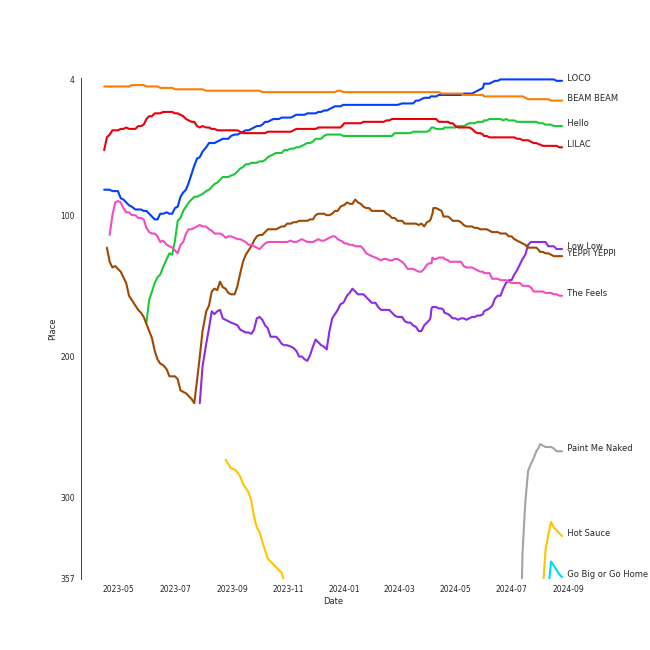 4
LOCO
BEAM BEAM
Hello
LILAC
100
Low Low
YEPPI YEPPI
The Feels
Place
200
Paint Me Naked
300
Hot Sauce
357
Go Big or Go Home
2023-05 2023-07 2023-09 2023-11 2024-01 2024-03 2024-05 2024-07 2024-09
Date